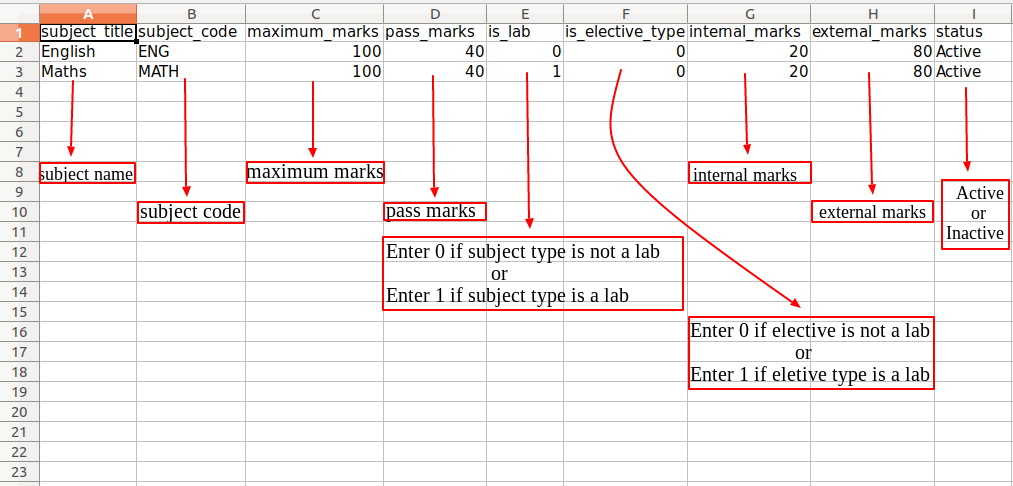 A B C D E F G H I
1 subject_title subject_code maximum_marks pass_marks is_lab is_elective_type internal_marks external_marks status
2 English ENG 100 40 0 0 20 80 Active
3 Maths MATH 100 40 1 0 20 80 Active
4
5
6
7
8 subject name maximum marks internal marks
9 Active
10 subject code pass marks external marks or
11 Inactive
12 Enter 0 if subject type is not a lab
13 or
14 Enter 1 if subject type is a lab
15
16 Enter 0 if elective is not a lab
17 or
18 Enter 1 if eletive type is a lab
19
20
21
22
23